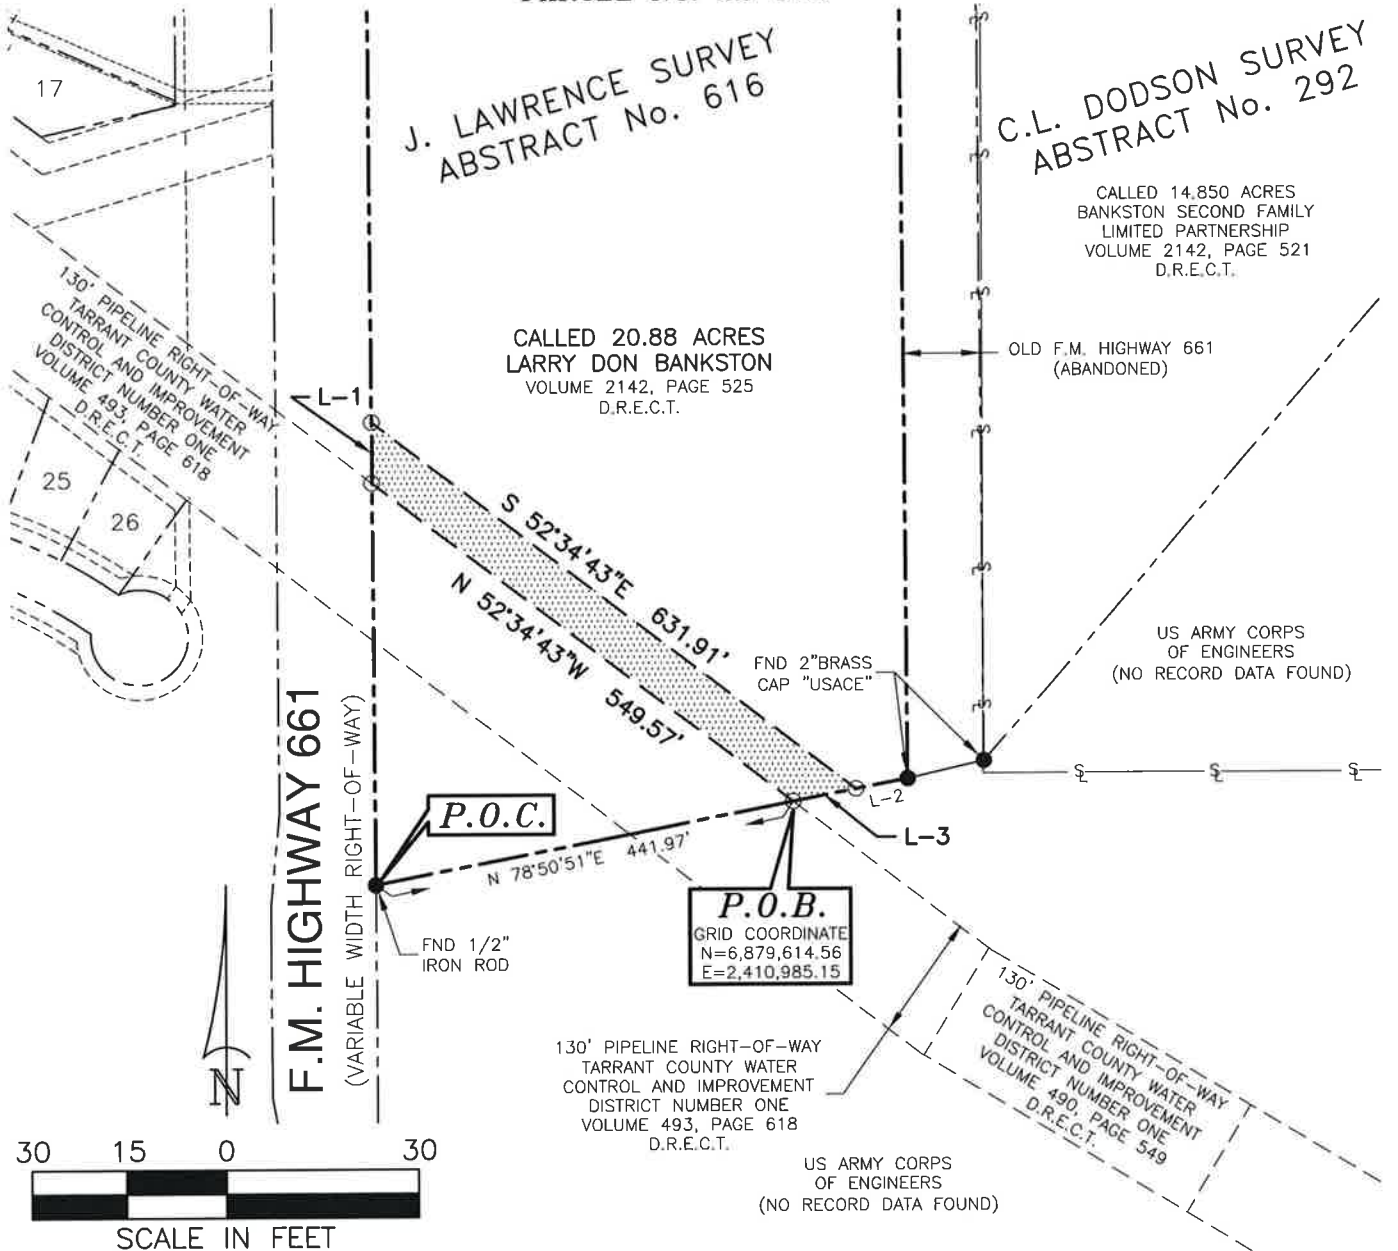 J. LAWRENCE SURVEY
ABSTRACT No. 616
C.L. DODSON SURVEY
ABSTRACT No. 292
17
CALLED 14.850 ACRES
BANKSTON SECOND FAMILY
LIMITED PARTNERSHIP
VOLUME 2142, PAGE 521
D.R.E.C.T.
130' PIPELINE RIGHT-OF-WAY
TARRANT COUNTY WATER
CONTROL AND IMPROVEMENT
DISTRICT NUMBER ONE
VOLUME 493, PAGE 618
D.R.E.C.T.
CALLED 20.88 ACRES
LARRY DON BANKSTON
VOLUME 2142, PAGE 525
D.R.E.C.T.
OLD F.M. HIGHWAY 661
(ABANDONED)
L-1
25
26
S 52°34'43"E 631.91'
N 52°34'43"W 549.57'
FND 2"BRASS
CAP "USACE"
US ARMY CORPS
OF ENGINEERS
(NO RECORD DATA FOUND)
F.M. HIGHWAY 661
(VARIABLE WIDTH RIGHT-OF-WAY)
P.O.C.
L-2
L-3
N 78°50'51"E 441.97'
P.O.B.
GRID COORDINATE
N=6,879,614.56
E=2,410,985.15
FND 1/2"
IRON ROD
130' PIPELINE RIGHT-OF-WAY
TARRANT COUNTY WATER
CONTROL AND IMPROVEMENT
DISTRICT NUMBER ONE
VOLUME 490, PAGE 549
D.R.E.C.T.
130' PIPELINE RIGHT-OF-WAY
TARRANT COUNTY WATER
CONTROL AND IMPROVEMENT
DISTRICT NUMBER ONE
VOLUME 493, PAGE 618
D.R.E.C.T.
US ARMY CORPS
OF ENGINEERS
(NO RECORD DATA FOUND)
N
30 15 0 30
SCALE IN FEET